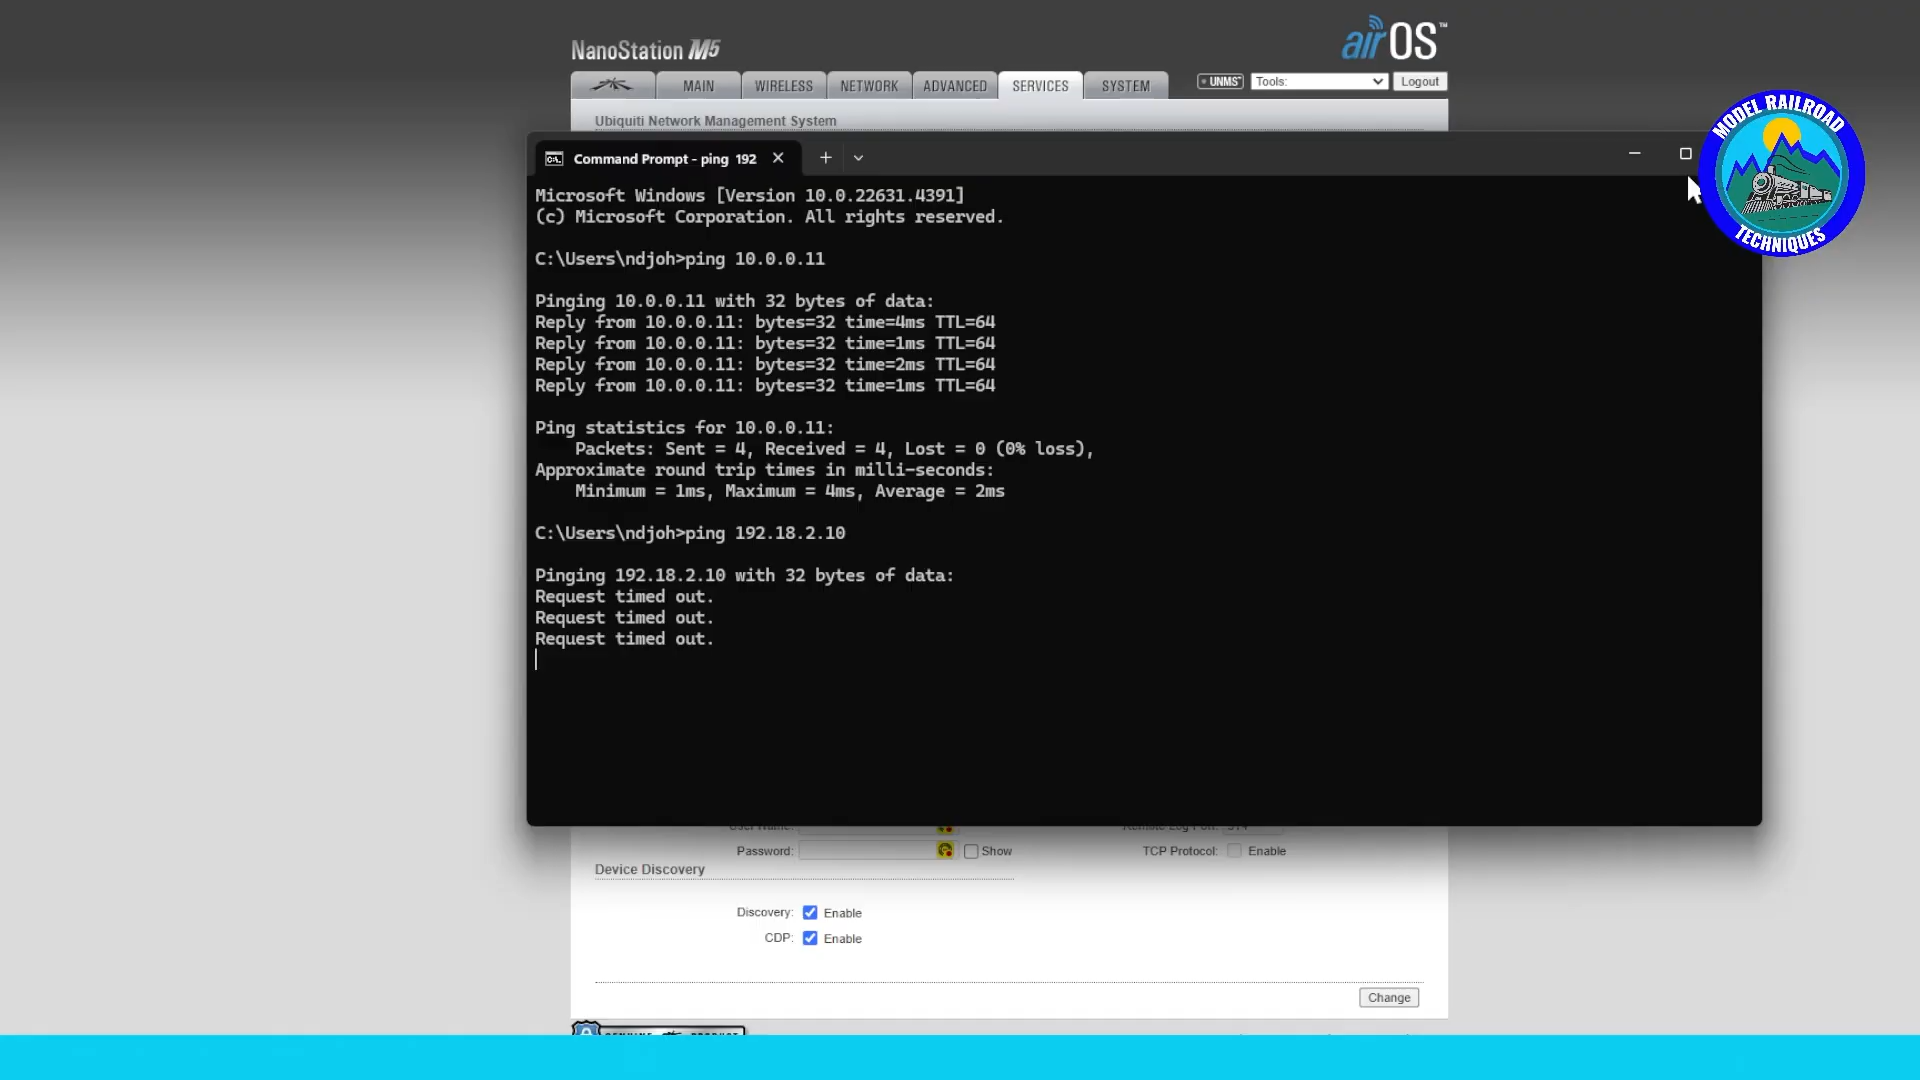 NanoStation M5
airOS™
MAIN
WIRELESS
NETWORK
ADVANCED
SERVICES
SYSTEM
UNMS™
Tools:
Logout
Ubiquiti Network Management System
MODEL RAILROAD
TECHNIQUES
Command Prompt - ping 192
Microsoft Windows [Version 10.0.22631.4391]
(c) Microsoft Corporation. All rights reserved.
C:\Users\ndjoh>ping 10.0.0.11
Pinging 10.0.0.11 with 32 bytes of data:
Reply from 10.0.0.11: bytes=32 time=4ms TTL=64
Reply from 10.0.0.11: bytes=32 time=1ms TTL=64
Reply from 10.0.0.11: bytes=32 time=2ms TTL=64
Reply from 10.0.0.11: bytes=32 time=1ms TTL=64
Ping statistics for 10.0.0.11:
Packets: Sent = 4, Received = 4, Lost = 0 (0% loss),
Approximate round trip times in milli-seconds:
Minimum = 1ms, Maximum = 4ms, Average = 2ms
C:\Users\ndjoh>ping 192.18.2.10
Pinging 192.18.2.10 with 32 bytes of data:
Request timed out.
Request timed out.
Request timed out.
Password:
Show
TCP Protocol:
Enable
Device Discovery
Discovery:
Enable
CDP:
Enable
Change